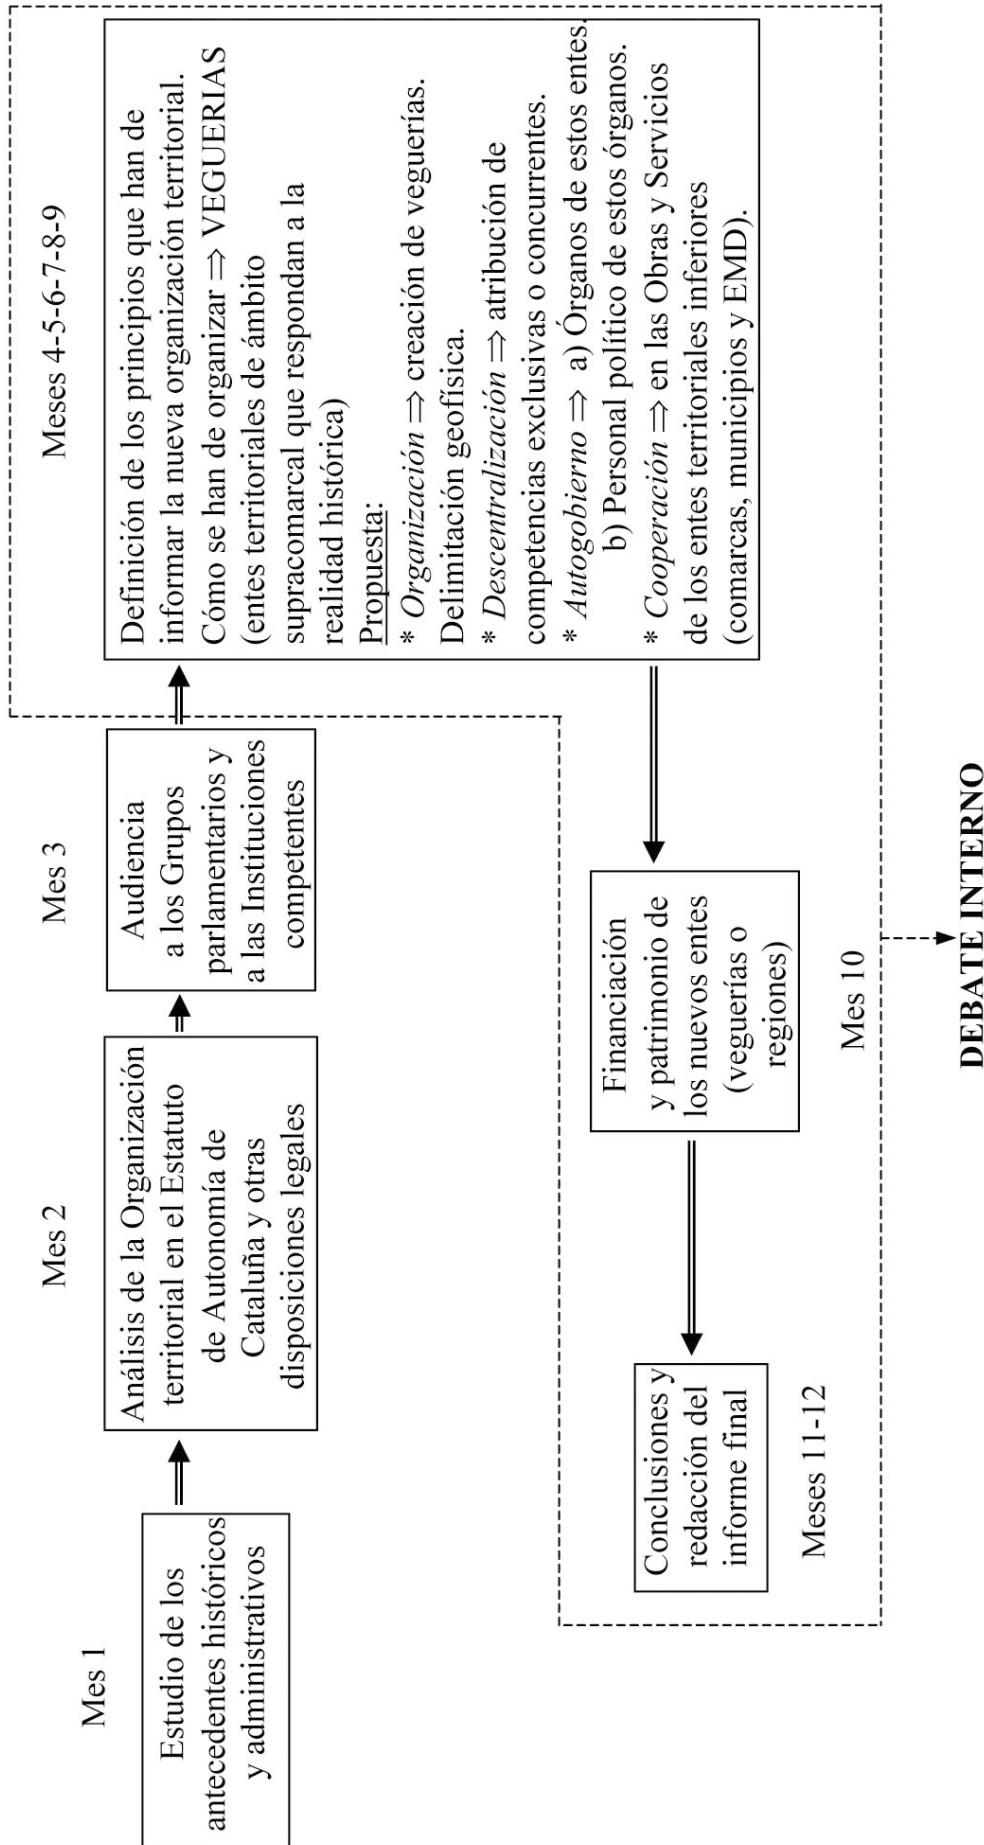 Mes 1
Estudio de los
antecedentes históricos
y administrativos
Mes 2
Análisis de la Organización
territorial en el Estatuto
de Autonomía de
Cataluña y otras
disposiciones legales
Mes 3
Audiencia
a los Grupos
parlamentarios y
a las Instituciones
competentes
Meses 4-5-6-7-8-9
Definición de los principios que han de
informar la nueva organización territorial.
Cómo se han de organizar ⇒ VEGUERIAS
(entes territoriales de ámbito
supracomarcal que respondan a la
realidad histórica)
Propuesta:
* Organización ⇒ creación de veguerías.
Delimitación geofísica.
* Descentralización ⇒ atribución de
competencias exclusivas o concurrentes.
* Autogobierno ⇒ a) Órganos de estos entes.
b) Personal político de estos órganos.
* Cooperación ⇒ en las Obras y Servicios
de los entes territoriales inferiores
(comarcas, municipios y EMD).
Financiación
y patrimonio de
los nuevos entes
(veguerías o
regiones)
Mes 10
Conclusiones y
redacción del
informe final
Meses 11-12
DEBATE INTERNO